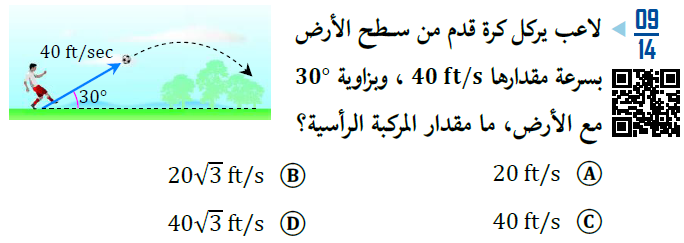 09
14
لاعب يركل كرة قدم من سطح الأرض
بسرعة مقدارها 40 ft/s ، وبزاوية 30°
مع الأرض، ما مقدار المركبة الرأسية؟
40 ft/sec
30°
A 20 ft/s
B 20√3 ft/s
C 40 ft/s
D 40√3 ft/s